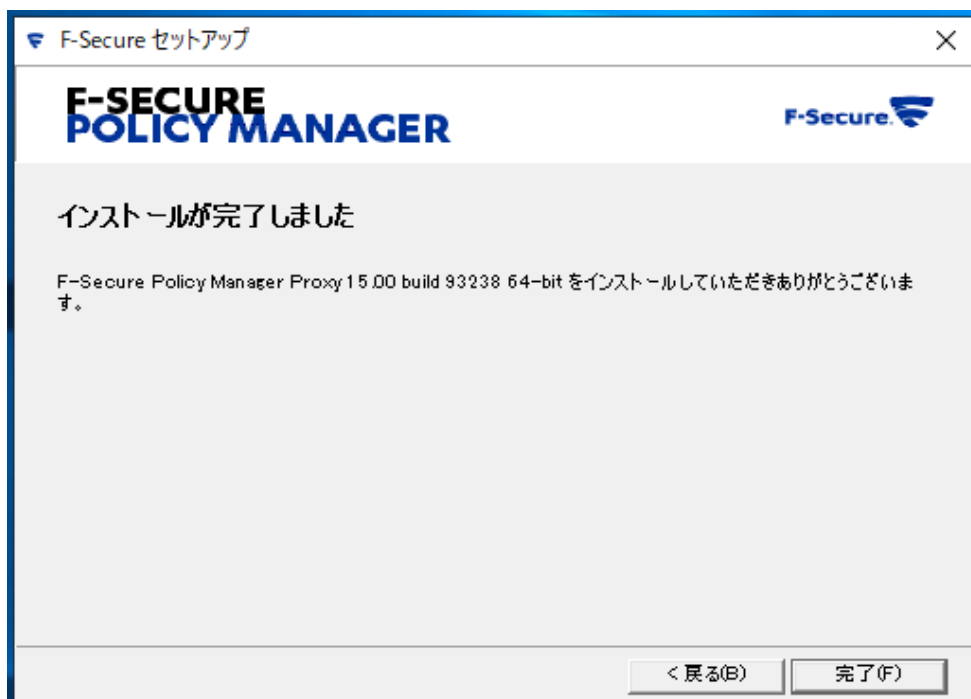 F-Secure セットアップ
F-SECURE
POLICY MANAGER
F-Secure.
インストールが完了しました
F-Secure Policy Manager Proxy 15.00 build 93238 64-bit をインストールしていただきありがとうございま
す。
< 戻る(B)
完了(F)